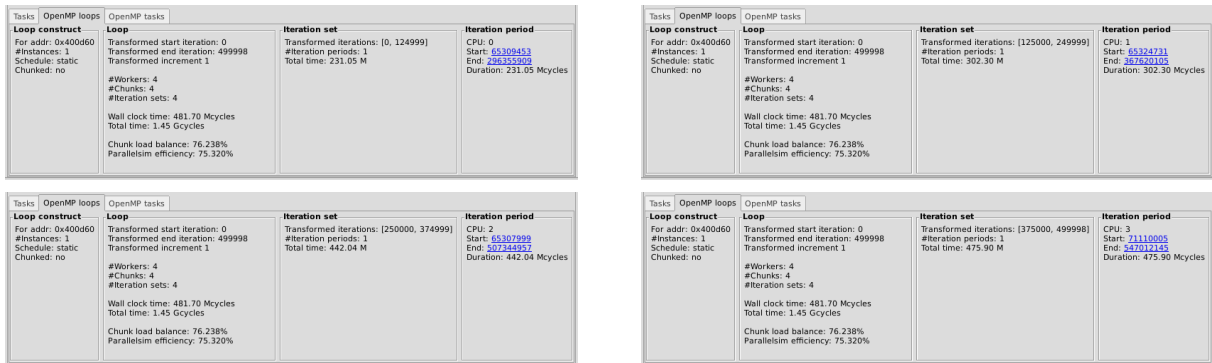 Tasks OpenMP loops OpenMP tasks
Loop construct
For addr: 0x400d60
#Instances: 1
Schedule: static
Chunked: no
Loop
Transformed start iteration: 0
Transformed end iteration: 499998
Transformed increment 1
#Workers: 4
#Chunks: 4
#Iteration sets: 4
Wall clock time: 481.70 Mcycles
Total time: 1.45 Gcycles
Chunk load balance: 76.238%
Parallelsim efficiency: 75.320%
Iteration set
Transformed iterations: [0, 124999]
#Iteration periods: 1
Total time: 231.05 M
Iteration period
CPU: 0
Start: 65309453
End: 296355909
Duration: 231.05 Mcycles
Tasks OpenMP loops OpenMP tasks
Loop construct
For addr: 0x400d60
#Instances: 1
Schedule: static
Chunked: no
Loop
Transformed start iteration: 0
Transformed end iteration: 499998
Transformed increment 1
#Workers: 4
#Chunks: 4
#Iteration sets: 4
Wall clock time: 481.70 Mcycles
Total time: 1.45 Gcycles
Chunk load balance: 76.238%
Parallelsim efficiency: 75.320%
Iteration set
Transformed iterations: [125000, 249999]
#Iteration periods: 1
Total time: 302.30 M
Iteration period
CPU: 1
Start: 65324731
End: 367620105
Duration: 302.30 Mcycles
Tasks OpenMP loops OpenMP tasks
Loop construct
For addr: 0x400d60
#Instances: 1
Schedule: static
Chunked: no
Loop
Transformed start iteration: 0
Transformed end iteration: 499998
Transformed increment 1
#Workers: 4
#Chunks: 4
#Iteration sets: 4
Wall clock time: 481.70 Mcycles
Total time: 1.45 Gcycles
Chunk load balance: 76.238%
Parallelsim efficiency: 75.320%
Iteration set
Transformed iterations: [250000, 374999]
#Iteration periods: 1
Total time: 442.04 M
Iteration period
CPU: 2
Start: 65307999
End: 507344957
Duration: 442.04 Mcycles
Tasks OpenMP loops OpenMP tasks
Loop construct
For addr: 0x400d60
#Instances: 1
Schedule: static
Chunked: no
Loop
Transformed start iteration: 0
Transformed end iteration: 499998
Transformed increment 1
#Workers: 4
#Chunks: 4
#Iteration sets: 4
Wall clock time: 481.70 Mcycles
Total time: 1.45 Gcycles
Chunk load balance: 76.238%
Parallelsim efficiency: 75.320%
Iteration set
Transformed iterations: [375000, 499998]
#Iteration periods: 1
Total time: 475.90 M
Iteration period
CPU: 3
Start: 71110005
End: 547012145
Duration: 475.90 Mcycles